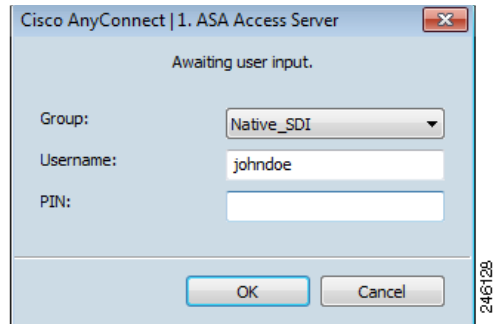 Cisco AnyConnect | 1. ASA Access Server
Awaiting user input.
Group: Native_SDI
Username: johndoe
PIN:
OK Cancel
246128